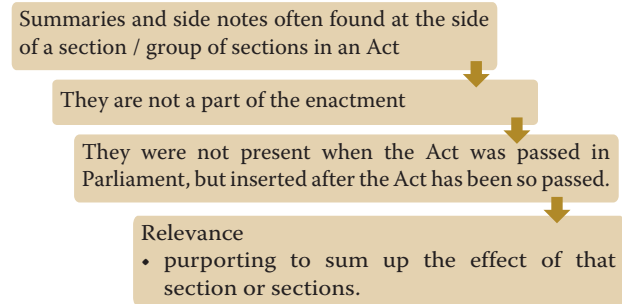 Summaries and side notes often found at the side
of a section / group of sections in an Act
They are not a part of the enactment
They were not present when the Act was passed in
Parliament, but inserted after the Act has been so passed.
Relevance
• purporting to sum up the effect of that
section or sections.